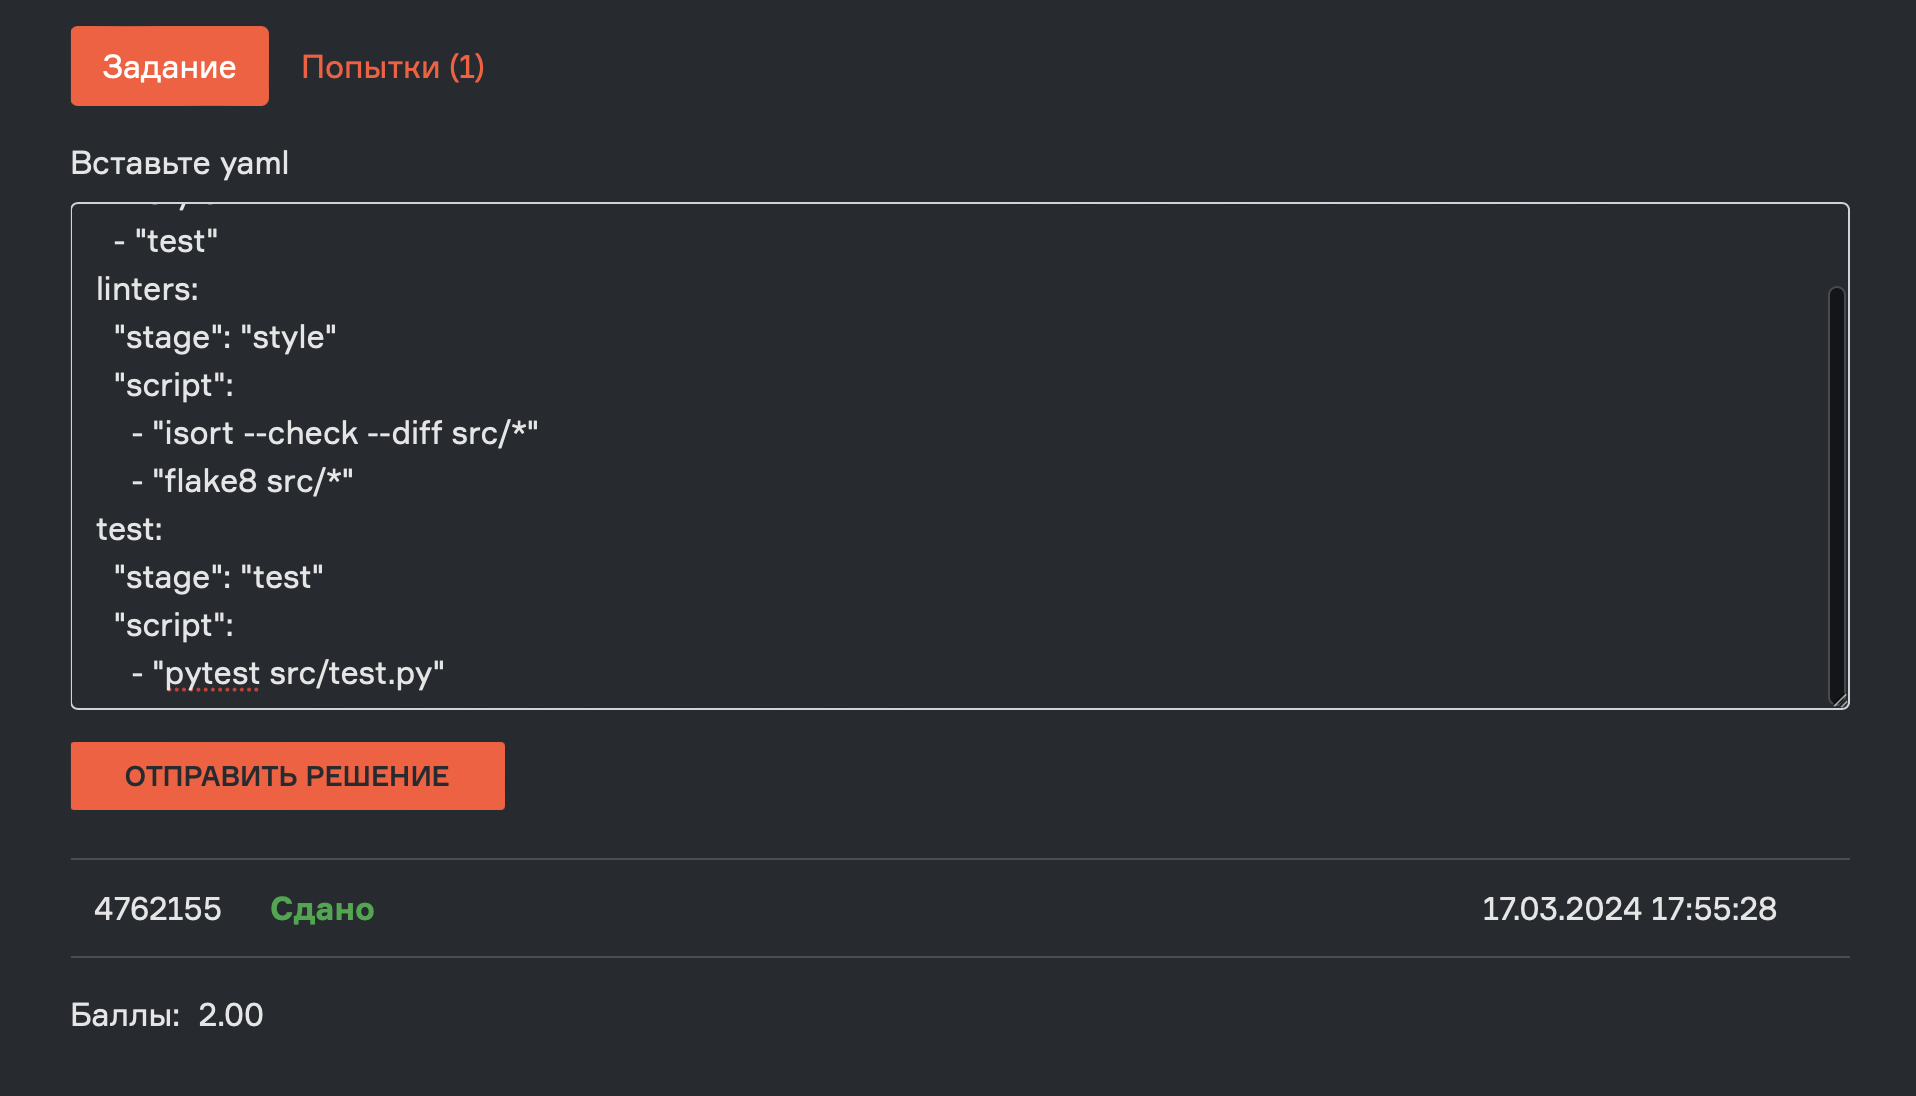 Задание
Попытки (1)
Вставьте yaml
- "test"
linters:
"stage": "style"
"script":
- "isort --check --diff src/*"
- "flake8 src/*"
test:
"stage": "test"
"script":
- "pytest src/test.py"
ОТПРАВИТЬ РЕШЕНИЕ
4762155 Сдано 17.03.2024 17:55:28
Баллы: 2.00